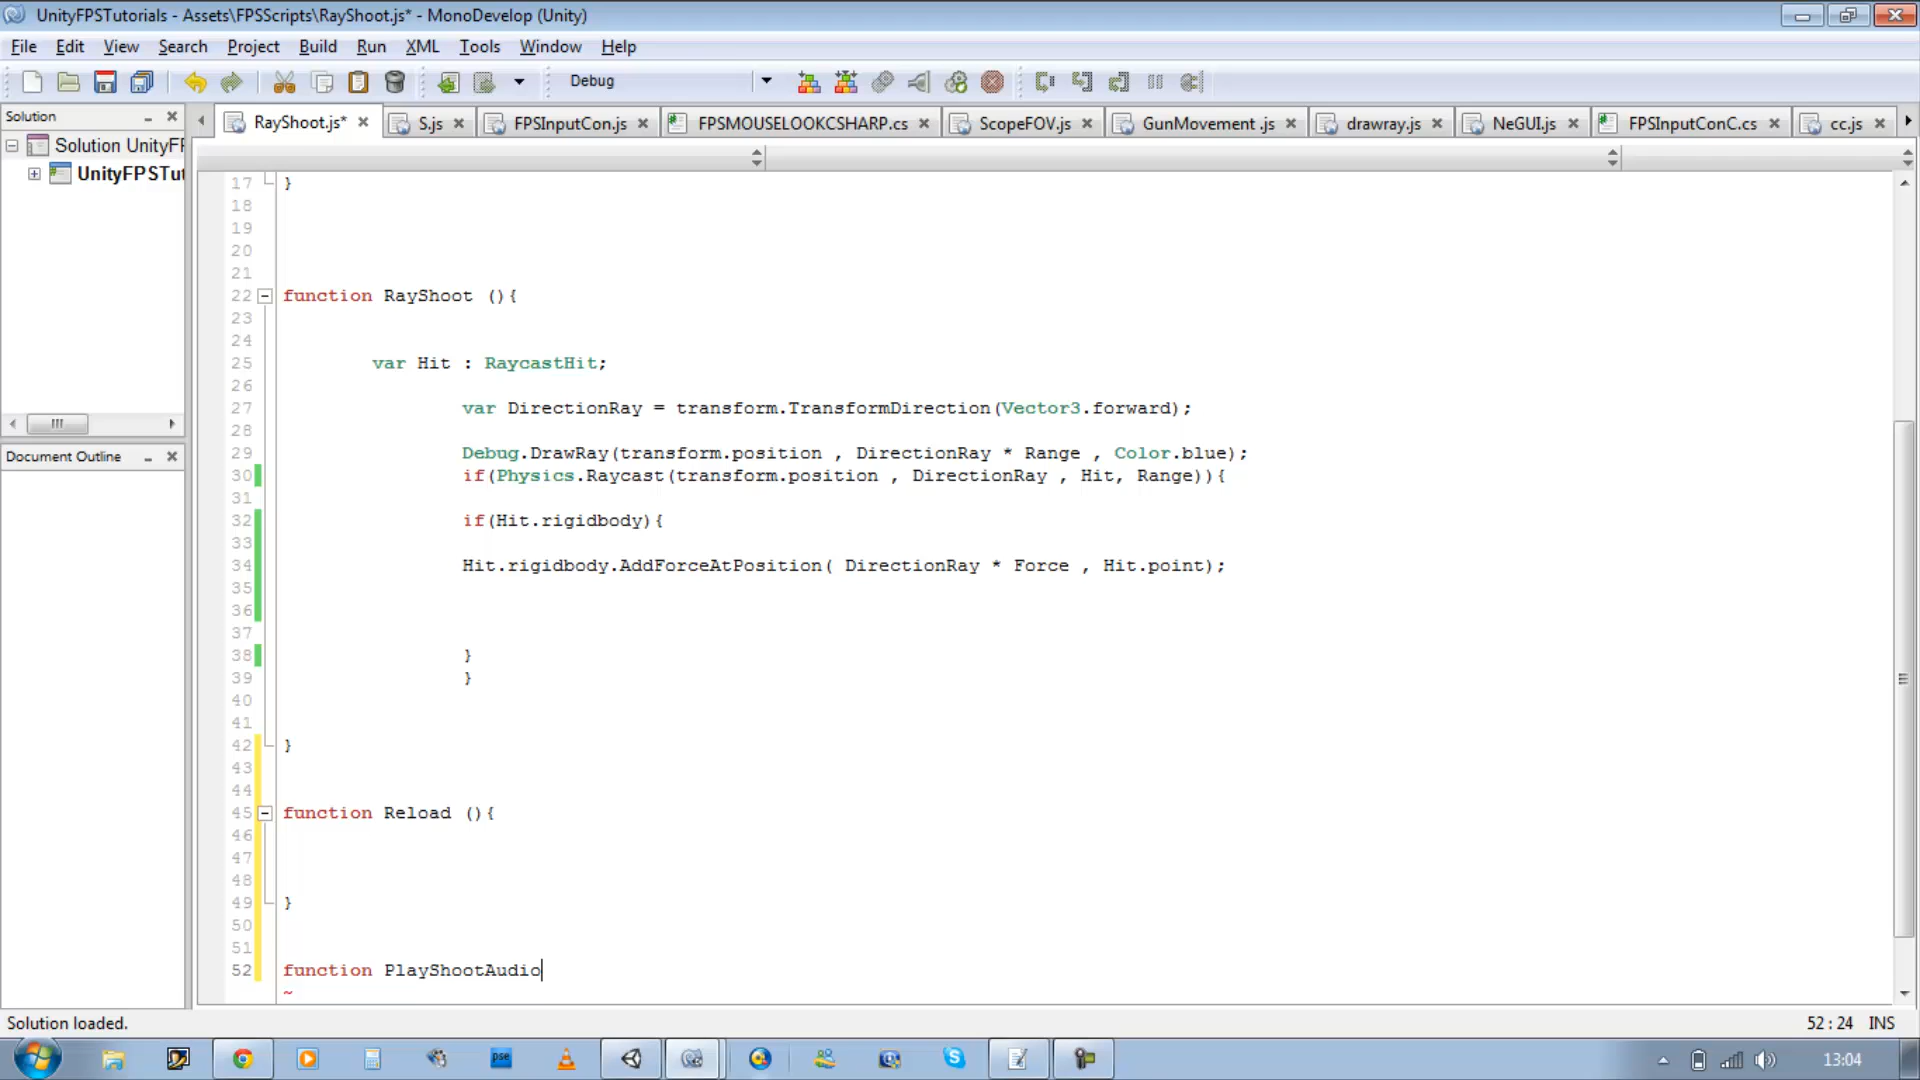 UnityFPSTutorials - Assets\FPSScripts\RayShoot.js* - MonoDevelop (Unity)
File Edit View Search Project Build Run XML Tools Window Help
Debug
Solution
RayShoot.js* S.js FPSInputCon.js FPSMOUSELOOKCSHARP.cs ScopeFOV.js GunMovement .js drawray.js NeGUI.js FPSInputConC.cs cc.js
Solution UnityFF
UnityFPSTut
Document Outline
17 }
18
19
20
21
22 function RayShoot (){
23
24
25 var Hit : RaycastHit;
26
27 var DirectionRay = transform.TransformDirection(Vector3.forward);
28
29 Debug.DrawRay(transform.position , DirectionRay * Range , Color.blue);
30 if(Physics.Raycast(transform.position , DirectionRay , Hit, Range)){
31
32 if(Hit.rigidbody){
33
34 Hit.rigidbody.AddForceAtPosition( DirectionRay * Force , Hit.point);
35
36
37
38 }
39 }
40
41
42 }
43
44
45 function Reload (){
46
47
48
49 }
50
51
52 function PlayShootAudio
~
Solution loaded.
52 : 24 INS
pse
13:04